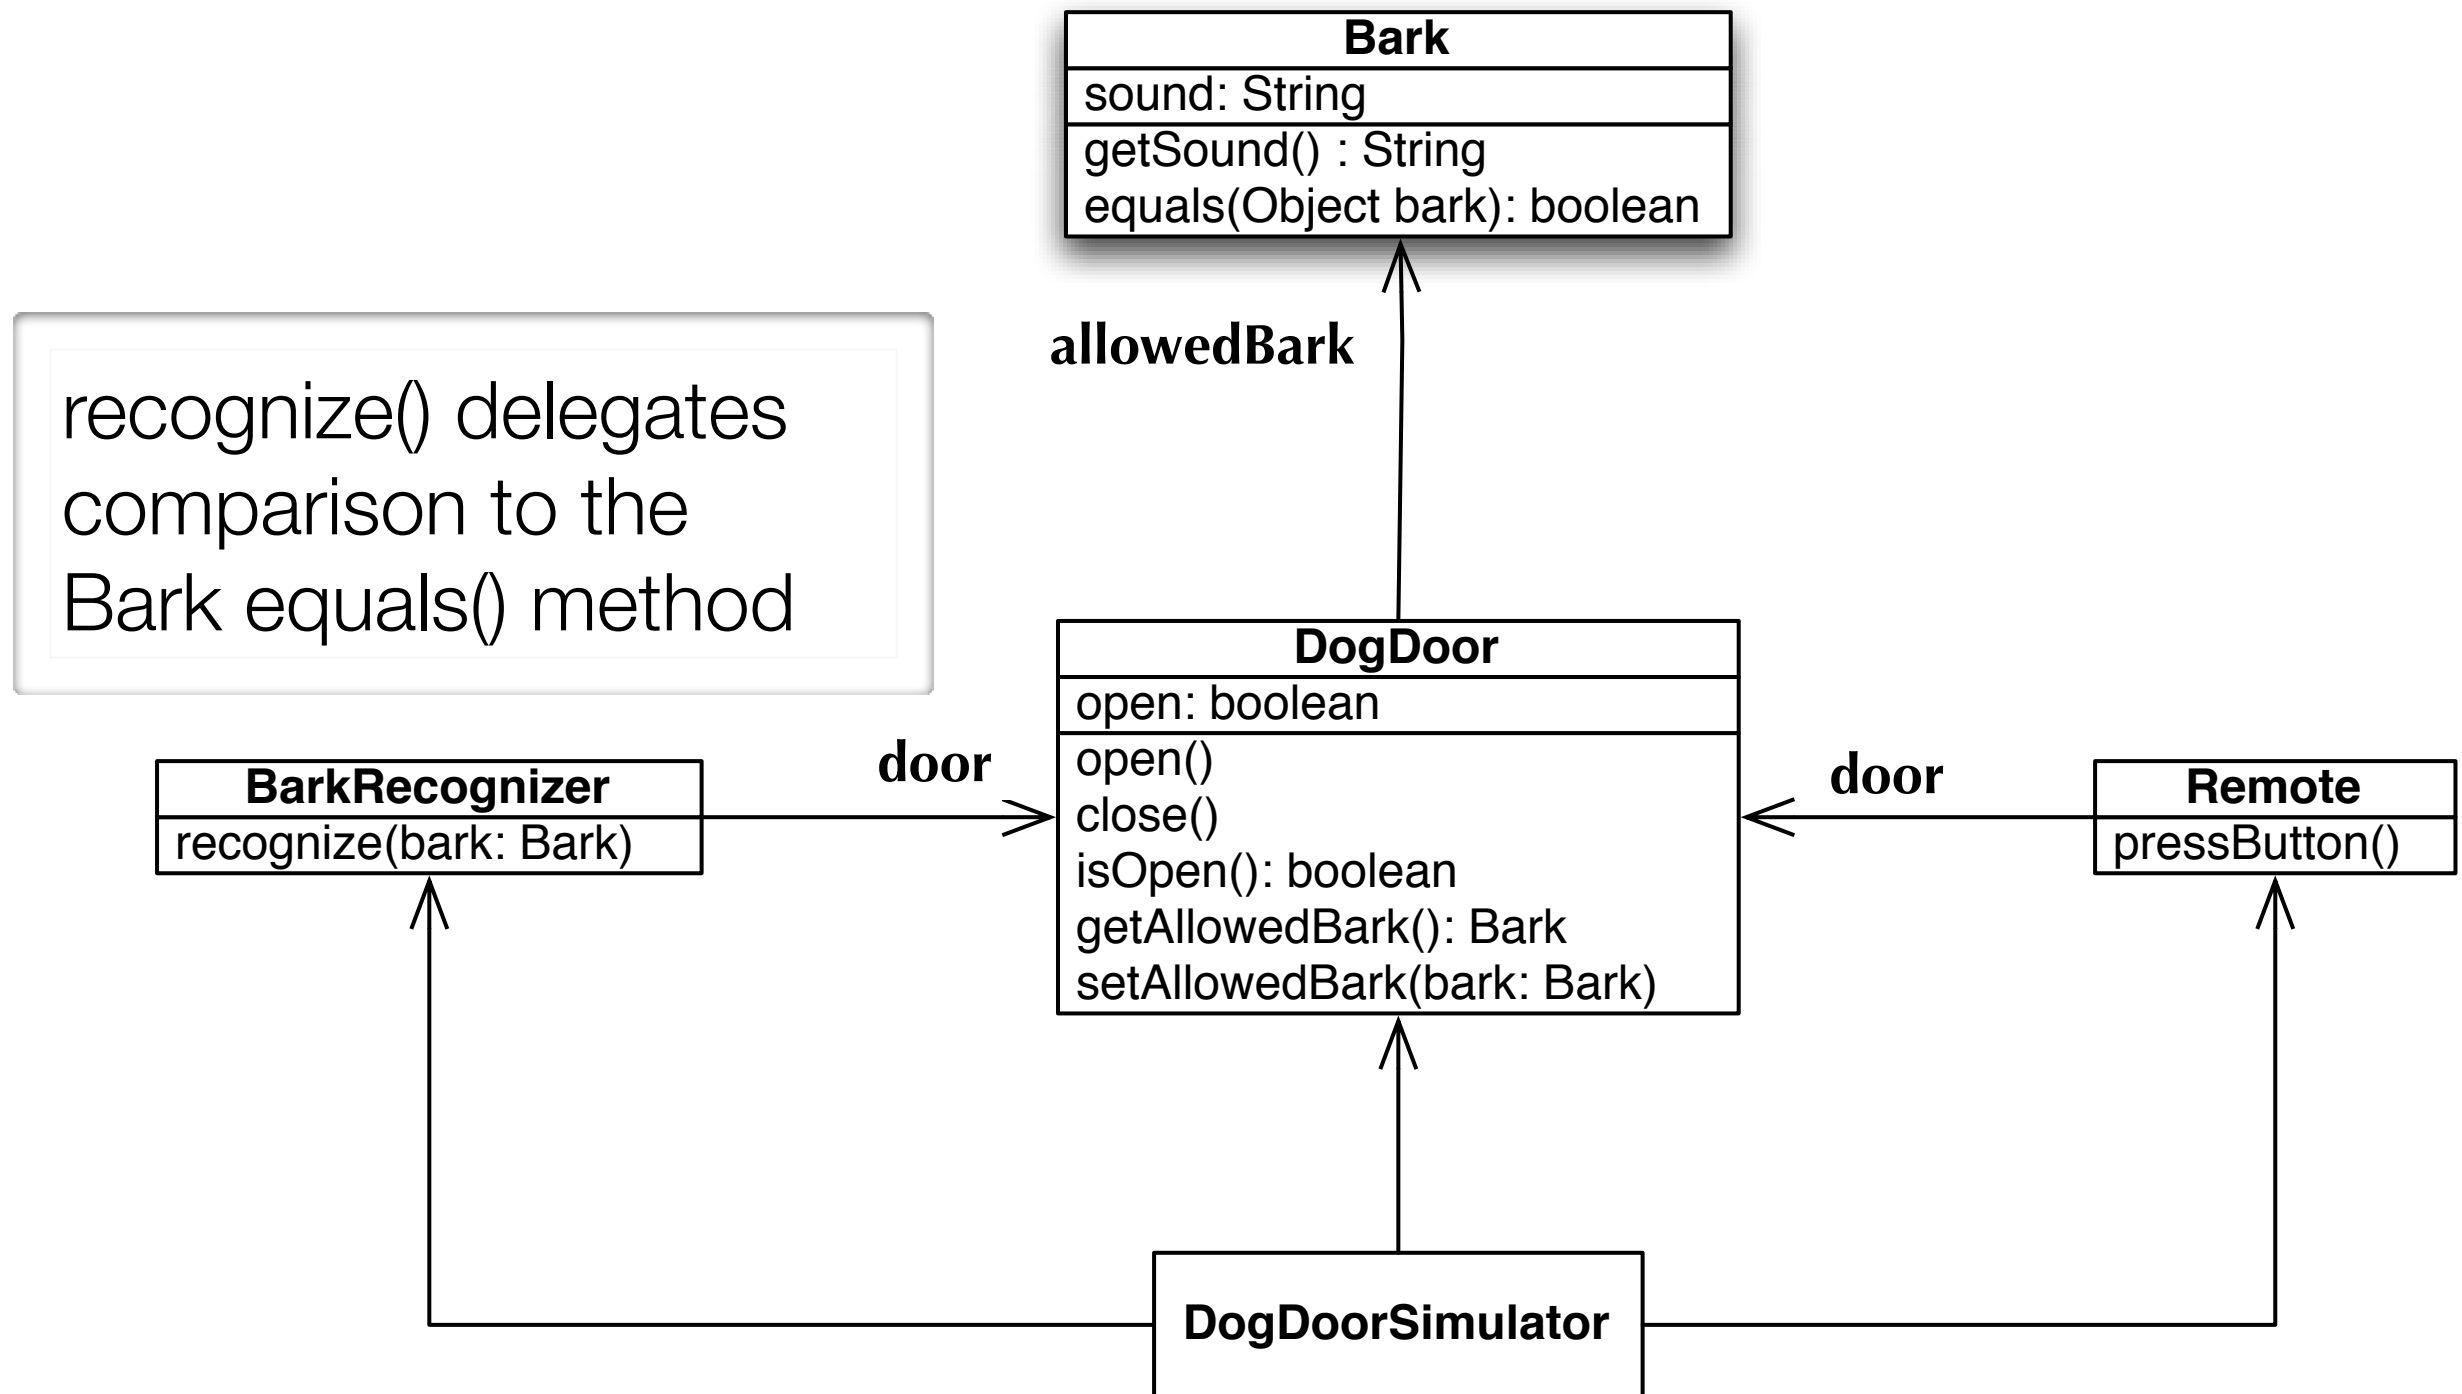 Bark
sound: String
getSound() : String
equals(Object bark): boolean
allowedBark
recognize() delegates
comparison to the
Bark equals() method
DogDoor
open: boolean
open()
close()
isOpen(): boolean
getAllowedBark(): Bark
setAllowedBark(bark: Bark)
door
door
BarkRecognizer
recognize(bark: Bark)
Remote
pressButton()
DogDoorSimulator